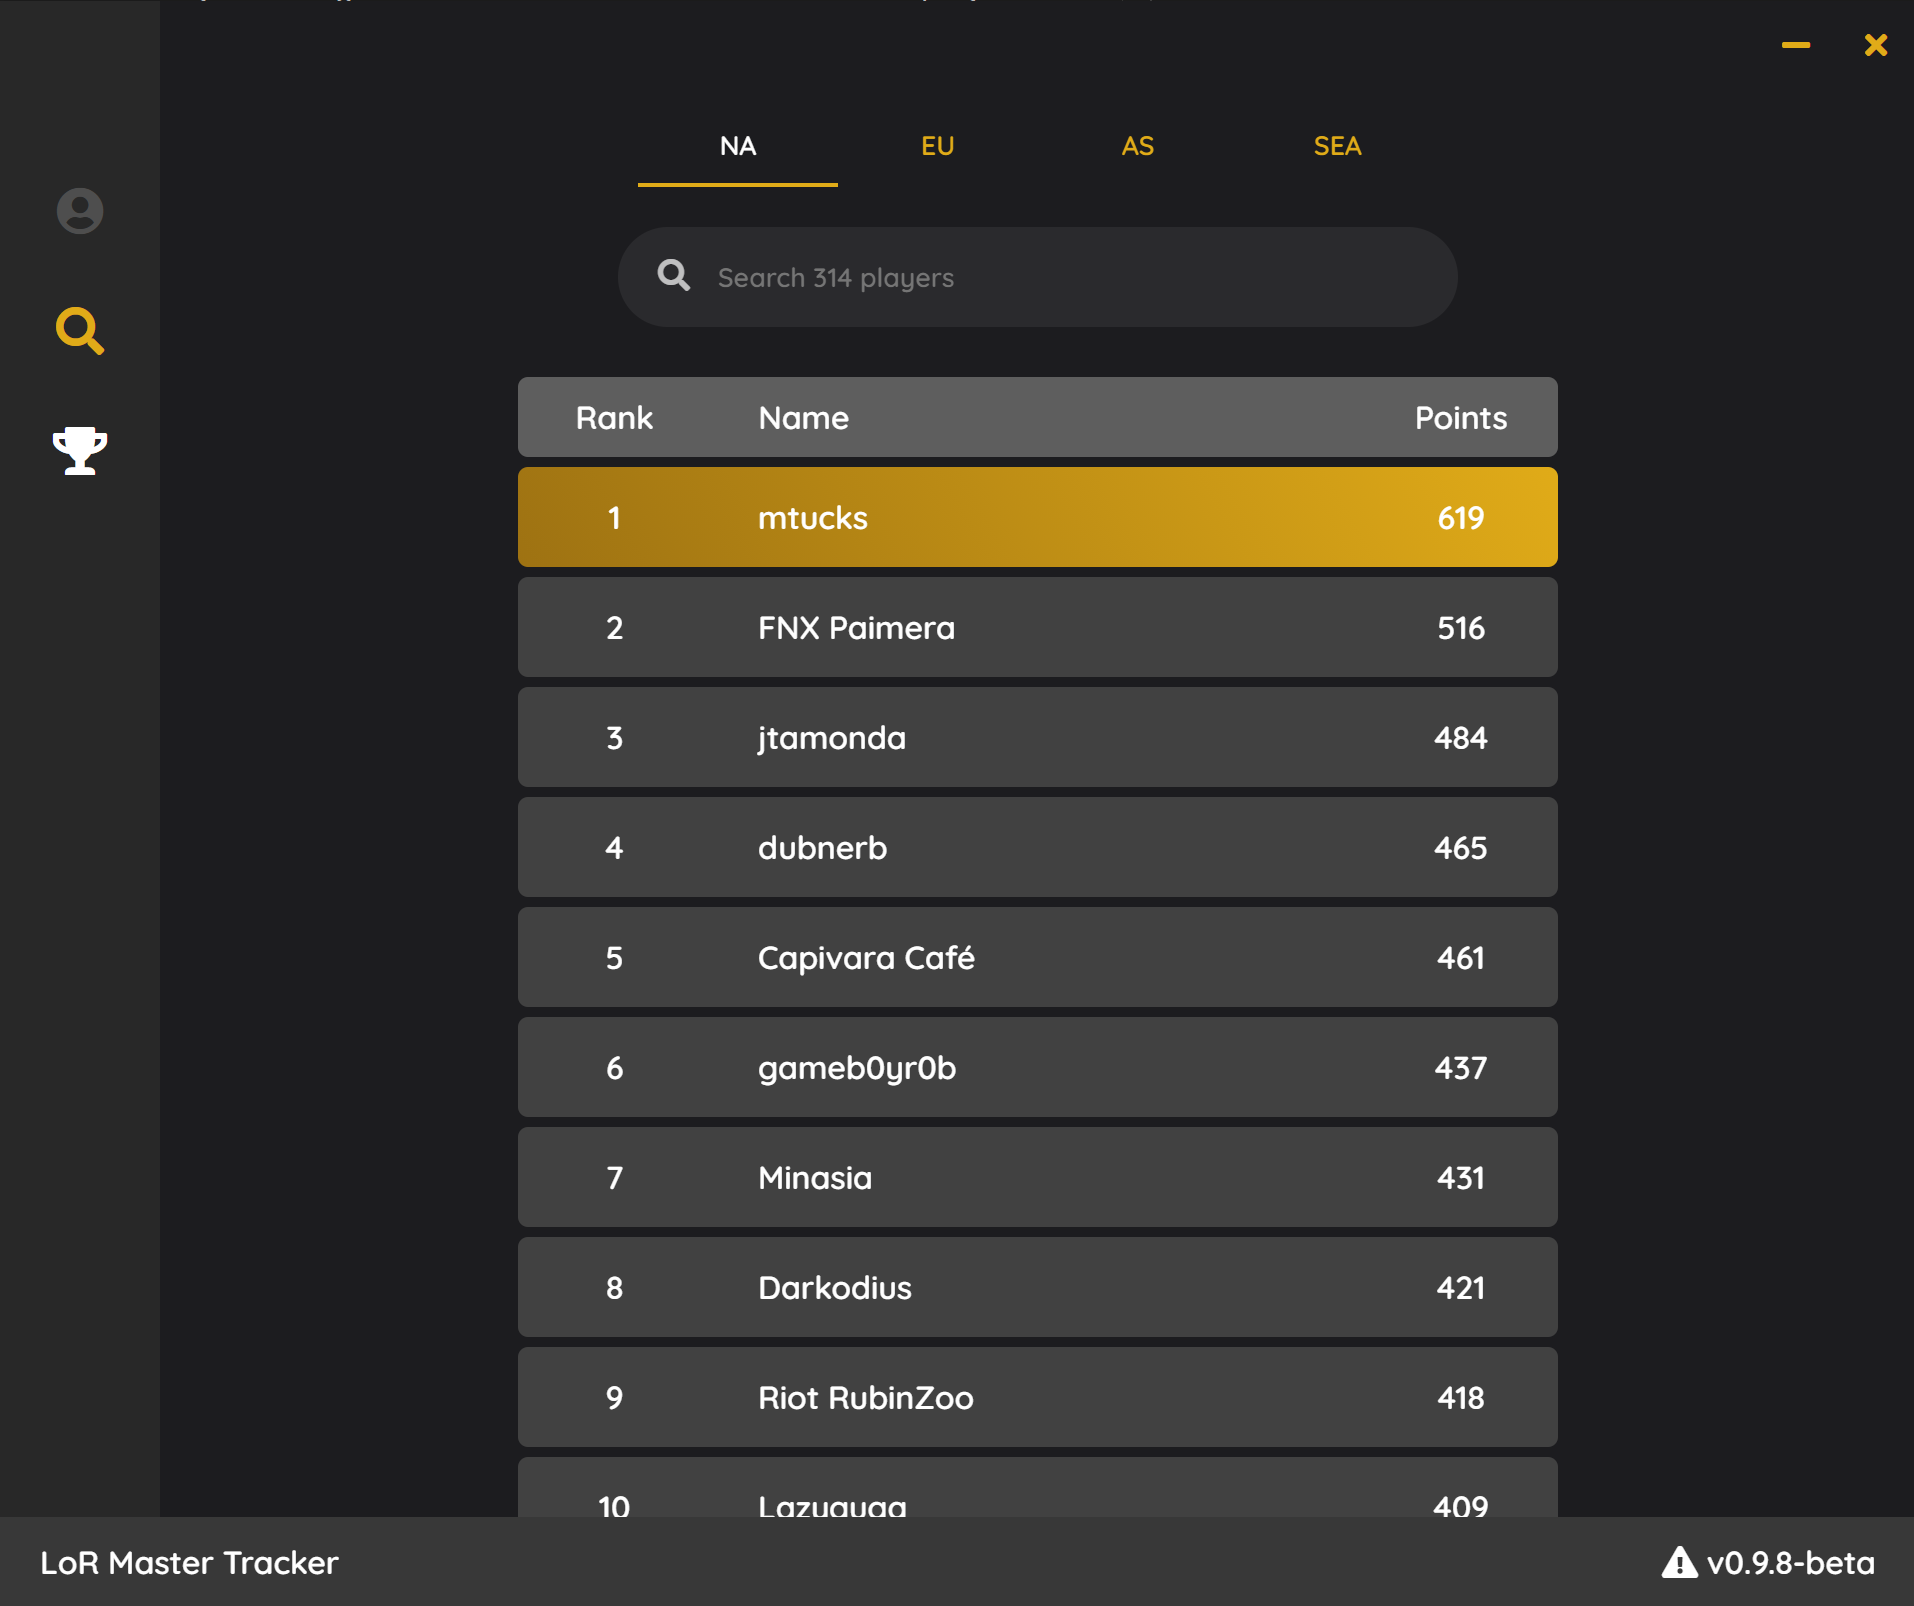 NA EU AS SEA
Search 314 players
Rank Name Points
1 mtucks 619
2 FNX Paimera 516
3 jtamonda 484
4 dubnerb 465
5 Capivara Café 461
6 gameb0yr0b 437
7 Minasia 431
8 Darkodius 421
9 Riot RubinZoo 418
10 409
LoR Master Tracker v0.9.8-beta